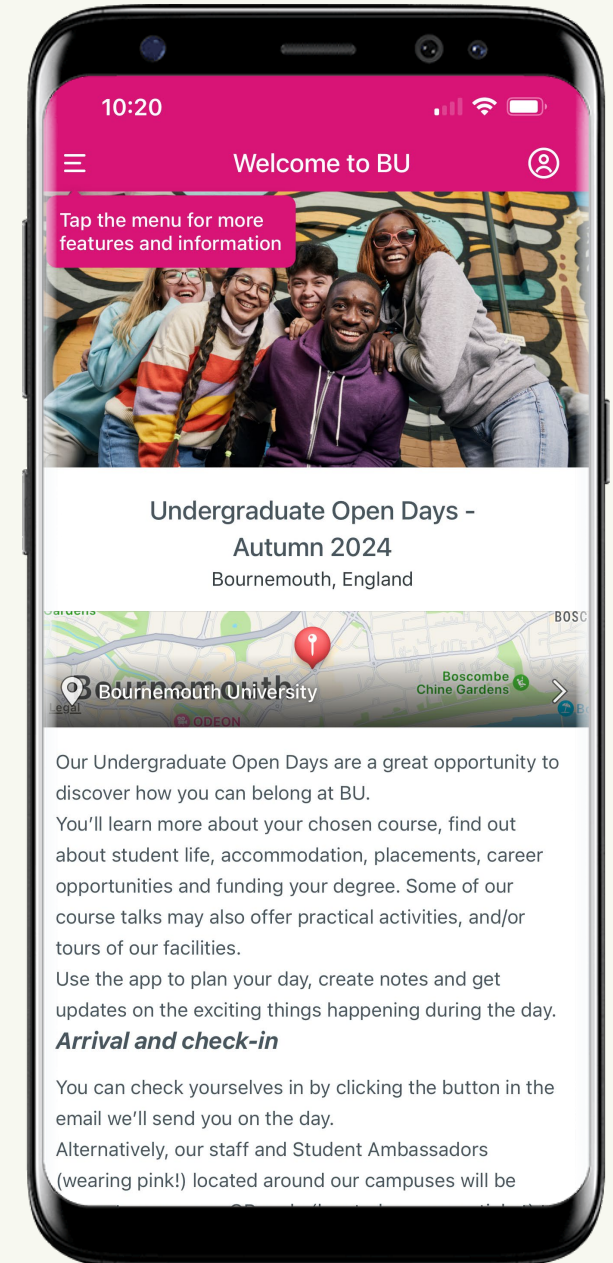 10:20
Welcome to BU
Tap the menu for more
features and information
Undergraduate Open Days -
Autumn 2024
Bournemouth, England
Gardens
BOSC
Bournemouth
Bournemouth University
Boscombe
Chine Gardens
Legal
ODEON
Our Undergraduate Open Days are a great opportunity to
discover how you can belong at BU.
You’ll learn more about your chosen course, find out
about student life, accommodation, placements, career
opportunities and funding your degree. Some of our
course talks may also offer practical activities, and/or
tours of our facilities.
Use the app to plan your day, create notes and get
updates on the exciting things happening during the day.
Arrival and check-in
You can check yourselves in by clicking the button in the
email we’ll send you on the day.
Alternatively, our staff and Student Ambassadors
(wearing pink!) located around our campuses will be